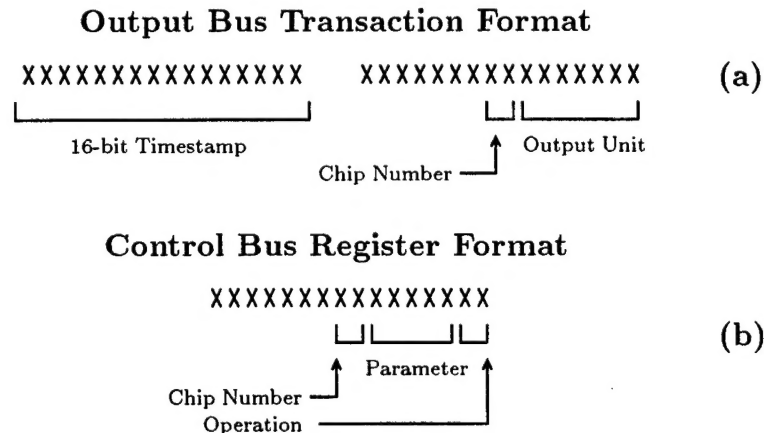 Output Bus Transaction Format
XXXXXXXXXXXXXXXX XXXXXXXXXXXXXXXX (a)
16-bit Timestamp
Output Unit
Chip Number
Control Bus Register Format
XXXXXXXXXXXXXXXX
(b)
Parameter
Chip Number
Operation